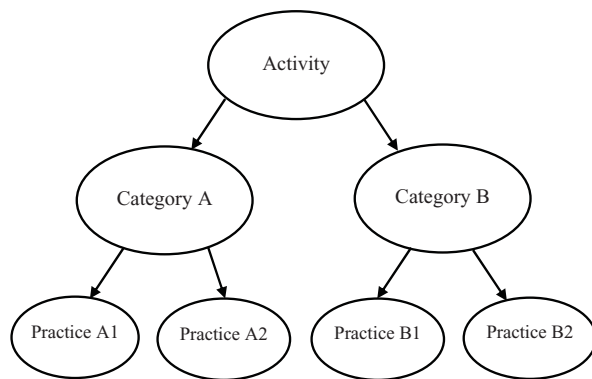 Activity
Category A
Category B
Practice A1
Practice A2
Practice B1
Practice B2